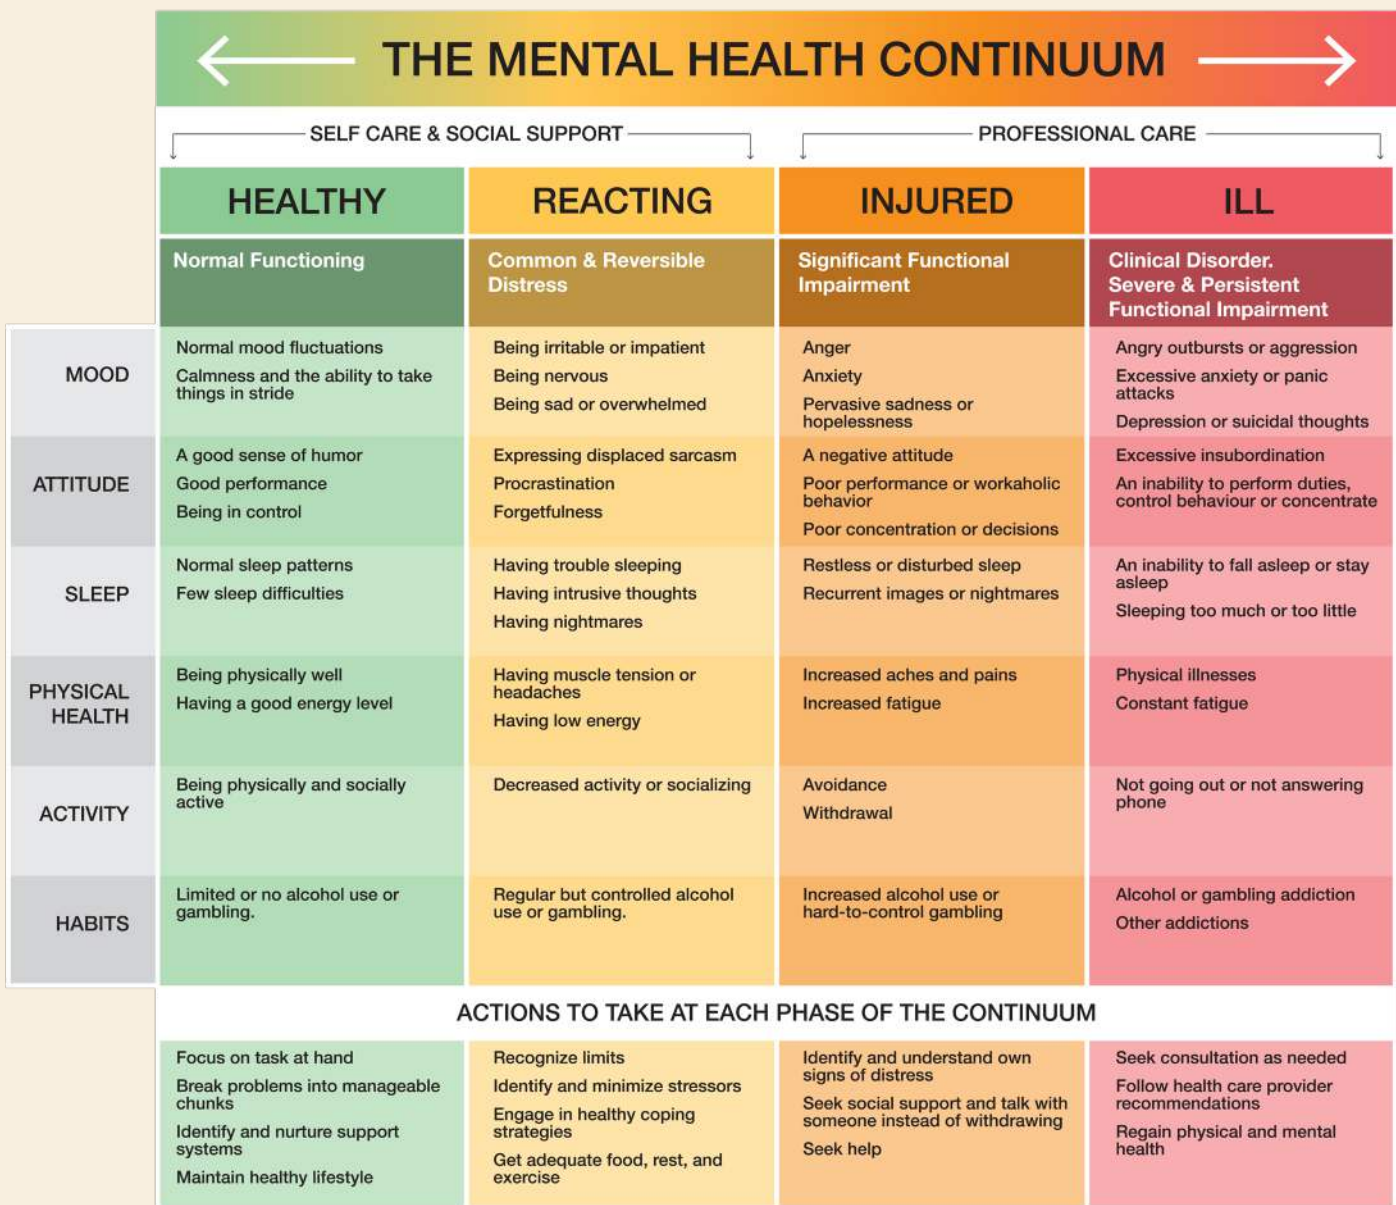 THE MENTAL HEALTH CONTINUUM
SELF CARE & SOCIAL SUPPORT
PROFESSIONAL CARE
HEALTHY
REACTING
INJURED
ILL
Normal Functioning
Common & Reversible
Distress
Significant Functional
Impairment
Clinical Disorder.
Severe & Persistent
Functional Impairment
MOOD
Normal mood fluctuations
Calmness and the ability to take
things in stride
Being irritable or impatient
Being nervous
Being sad or overwhelmed
Anger
Anxiety
Pervasive sadness or
hopelessness
Angry outbursts or aggression
Excessive anxiety or panic
attacks
Depression or suicidal thoughts
ATTITUDE
A good sense of humor
Good performance
Being in control
Expressing displaced sarcasm
Procrastination
Forgetfulness
A negative attitude
Poor performance or workaholic
behavior
Poor concentration or decisions
Excessive insubordination
An inability to perform duties,
control behaviour or concentrate
SLEEP
Normal sleep patterns
Few sleep difficulties
Having trouble sleeping
Having intrusive thoughts
Having nightmares
Restless or disturbed sleep
Recurrent images or nightmares
An inability to fall asleep or stay
asleep
Sleeping too much or too little
PHYSICAL
HEALTH
Being physically well
Having a good energy level
Having muscle tension or
headaches
Having low energy
Increased aches and pains
Increased fatigue
Physical illnesses
Constant fatigue
ACTIVITY
Being physically and socially
active
Decreased activity or socializing
Avoidance
Withdrawal
Not going out or not answering
phone
HABITS
Limited or no alcohol use or
gambling.
Regular but controlled alcohol
use or gambling.
Increased alcohol use or
hard-to-control gambling
Alcohol or gambling addiction
Other addictions
ACTIONS TO TAKE AT EACH PHASE OF THE CONTINUUM
Focus on task at hand
Break problems into manageable
chunks
Identify and nurture support
systems
Maintain healthy lifestyle
Recognize limits
Identify and minimize stressors
Engage in healthy coping
strategies
Get adequate food, rest, and
exercise
Identify and understand own
signs of distress
Seek social support and talk with
someone instead of withdrawing
Seek help
Seek consultation as needed
Follow health care provider
recommendations
Regain physical and mental
health